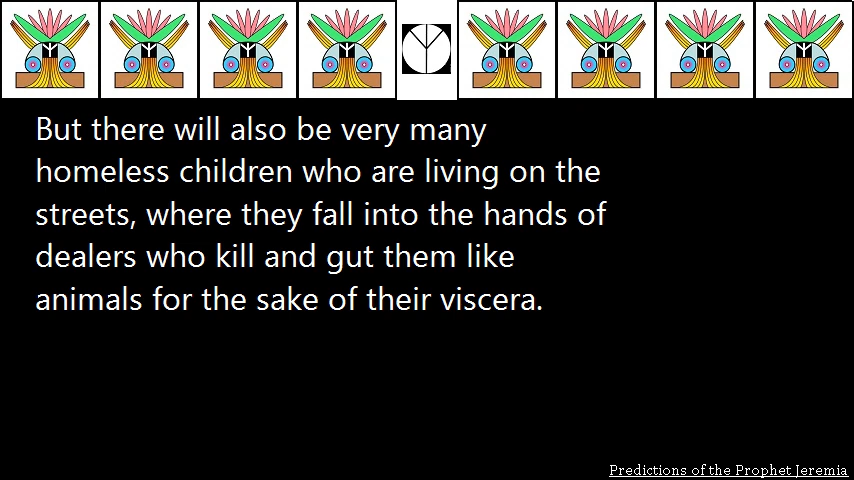 But there will also be very many
homeless children who are living on the
streets, where they fall into the hands of
dealers who kill and gut them like
animals for the sake of their viscera.
Predictions of the Prophet Jeremia